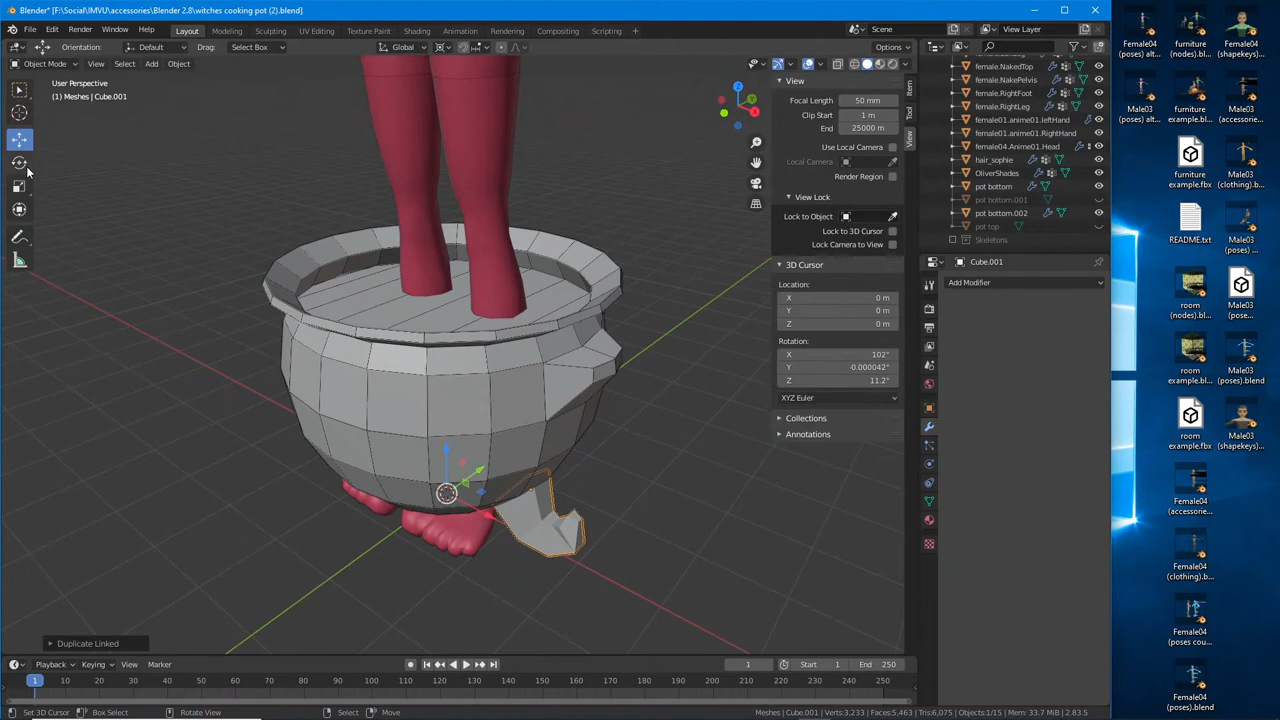 Blender* [F:\Social\IMVU\accessories\Blender 2.8\witches cooking pot (2).blend]
File Edit Render Window Help Layout Modeling Sculpting UV Editing Texture Paint Shading Animation Rendering Compositing Scripting + Scene View Layer
Orientation: Default Drag: Select Box Global Options
Object Mode View Select Add Object
User Perspective
(1) Meshes | Cube.001
View
Focal Length 50 mm
Clip Start 1 m
End 25000 m
Use Local Camera
Local Camera
Render Region
View Lock
Lock to Object
Lock to 3D Cursor
Lock Camera to View
3D Cursor
Location:
X 0 m
Y 0 m
Z 0 m
Rotation:
X 102°
Y -0.000042°
Z 11.2°
XYZ Euler
Collections
Annotations
Item
Tool
View
female.NakedTop
female.NakePelvis
female.RightFoot
female.RightLeg
female01.anime01.leftHand
female01.anime01.RightHand
female04.Anime01.Head
hair_sophie
OliverShades
pot bottom
pot bottom.001
pot bottom.002
pot top
Skeletons
Cube.001
Add Modifier
Duplicate Linked
Playback Keying View Marker 1 Start 1 End 250
1 10 20 30 40 50 60 70 80 90 100 110 120 130 140 150 160 170 180 190 200 210 220 230 240 250
Set 3D Cursor Box Select Rotate View Select Move Meshes | Cube.001 | Verts:3,233 | Faces:5,463 | Tris:6,075 | Objects:1/15 | Mem: 33.7 MiB | 2.83.5
Female04
(poses) alt...
furniture
(nodes).bl...
Female04
(shapekeys...
Male03
(poses) alt...
furniture
example.bl...
Male03
(accessorie...
furniture
example.fbx
Male03
(clothing).b...
README.txt
Male03
(poses) ...
room
(nodes).bl...
Male03
(pose...
room
example.bl...
Male03
(poses).blend
room
example.fbx
Male03
(shapekeys)...
Female04
(accessorie...
Female04
(clothing).b...
Female04
(poses cou...
Female04
(poses).blend